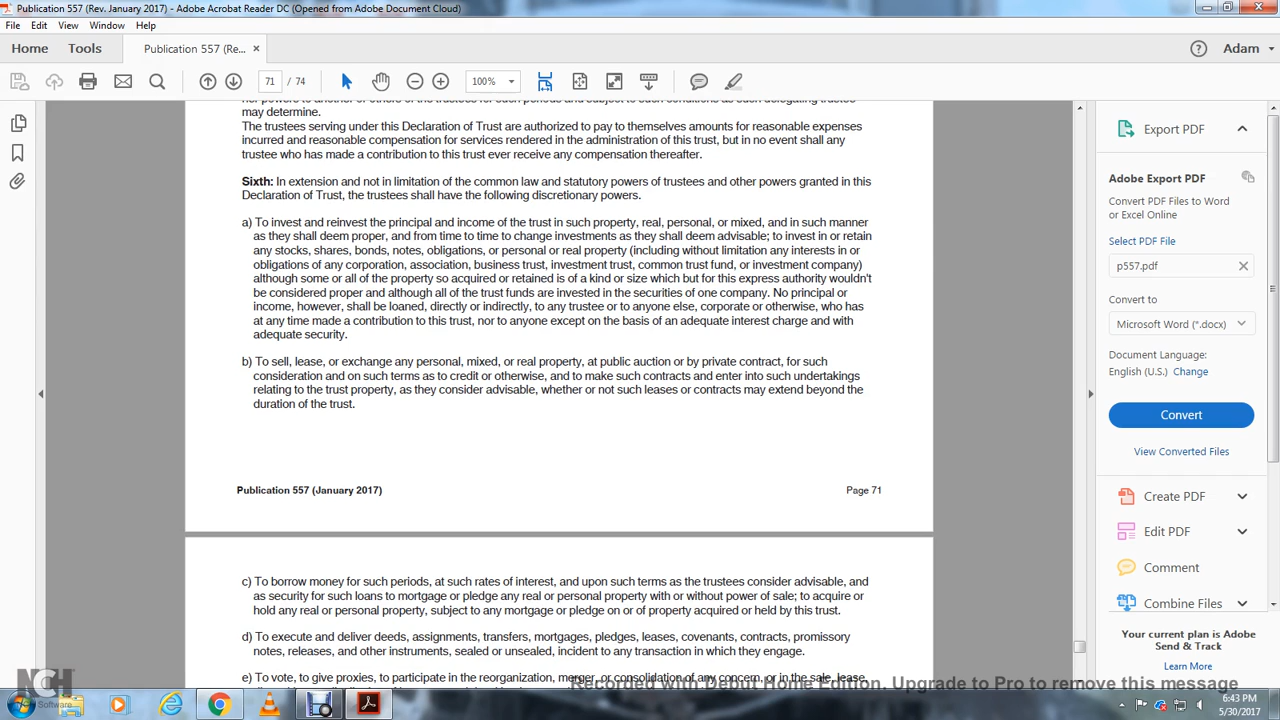 Publication 557 (Rev. January 2017) - Adobe Acrobat Reader DC (Opened from Adobe Document Cloud)
File Edit View Window Help
Home Tools Publication 557 (Re... × Adam
71 / 74 100%
may determine.
The trustees serving under this Declaration of Trust are authorized to pay to themselves amounts for reasonable expenses
incurred and reasonable compensation for services rendered in the administration of this trust, but in no event shall any
trustee who has made a contribution to this trust ever receive any compensation thereafter.
Sixth: In extension and not in limitation of the common law and statutory powers of trustees and other powers granted in this
Declaration of Trust, the trustees shall have the following discretionary powers.
a) To invest and reinvest the principal and income of the trust in such property, real, personal, or mixed, and in such manner
as they shall deem proper, and from time to time to change investments as they shall deem advisable; to invest in or retain
any stocks, shares, bonds, notes, obligations, or personal or real property (including without limitation any interests in or
obligations of any corporation, association, business trust, investment trust, common trust fund, or investment company)
although some or all of the property so acquired or retained is of a kind or size which but for this express authority wouldn't
be considered proper and although all of the trust funds are invested in the securities of one company. No principal or
income, however, shall be loaned, directly or indirectly, to any trustee or to anyone else, corporate or otherwise, who has
at any time made a contribution to this trust, nor to anyone except on the basis of an adequate interest charge and with
adequate security.
b) To sell, lease, or exchange any personal, mixed, or real property, at public auction or by private contract, for such
consideration and on such terms as to credit or otherwise, and to make such contracts and enter into such undertakings
relating to the trust property, as they consider advisable, whether or not such leases or contracts may extend beyond the
duration of the trust.
Publication 557 (January 2017) Page 71
c) To borrow money for such periods, at such rates of interest, and upon such terms as the trustees consider advisable, and
as security for such loans to mortgage or pledge any real or personal property with or without power of sale; to acquire or
hold any real or personal property, subject to any mortgage or pledge on or of property acquired or held by this trust.
d) To execute and deliver deeds, assignments, transfers, mortgages, pledges, leases, covenants, contracts, promissory
notes, releases, and other instruments, sealed or unsealed, incident to any transaction in which they engage.
e) To vote, to give proxies, to participate in the reorganization, merger, or consolidation of any concern, or in the sale, lease,
Export PDF
Adobe Export PDF
Convert PDF Files to Word
or Excel Online
Select PDF File
p557.pdf
Convert to
Microsoft Word (*.docx)
Document Language:
English (U.S.) Change
Convert
View Converted Files
Create PDF
Edit PDF
Comment
Combine Files
Your current plan is Adobe
Send & Track
Learn More
NCH
Software
Recorded with Debut Home Edition. Upgrade to Pro to remove this message
6:43 PM
5/30/2017